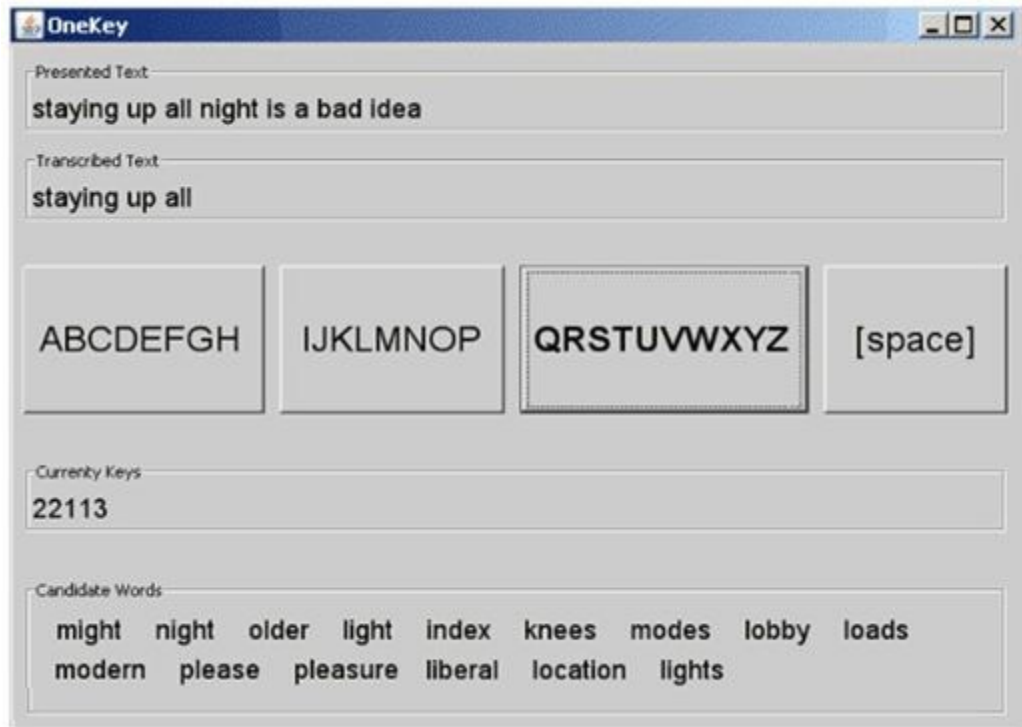 OneKey
Presented Text
staying up all night is a bad idea
Transcribed Text
staying up all
ABCDEFGH IJKLMNOP QRSTUVWXYZ [space]
Currenty Keys
22113
Candidate Words
might night older light index knees modes lobby loads
modern please pleasure liberal location lights